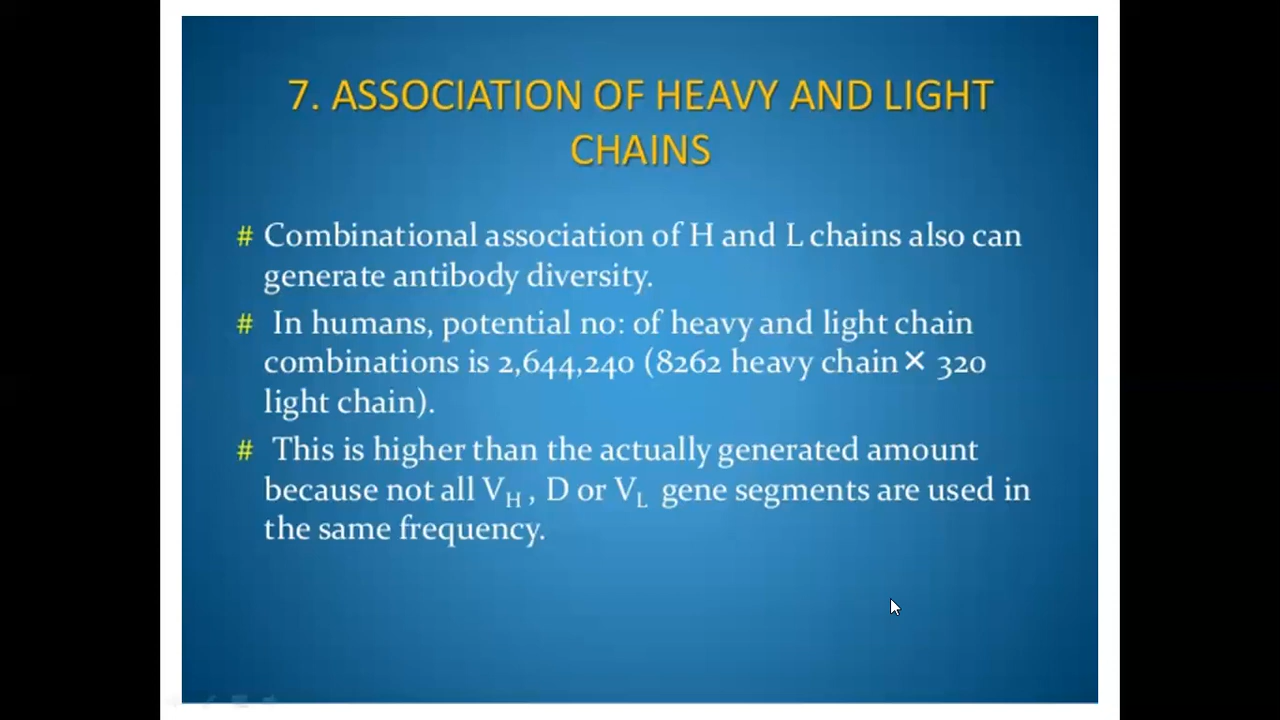 7. ASSOCIATION OF HEAVY AND LIGHT
CHAINS
# Combinational association of H and L chains also can
generate antibody diversity.
# In humans, potential no: of heavy and light chain
combinations is 2,644,240 (8262 heavy chain✕ 320
light chain).
# This is higher than the actually generated amount
because not all V_H , D or V_L gene segments are used in
the same frequency.